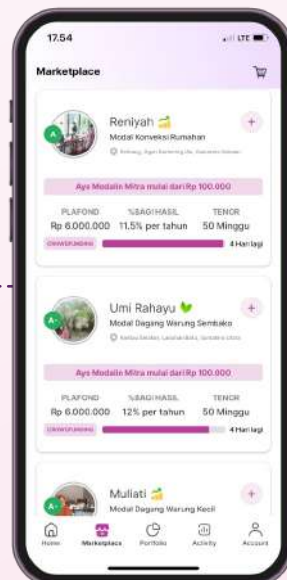 17.54
LTE
Marketplace
A-
Reniyah
Modal Konveksi Rumahan
Ayo Modalin Mitra mulai dari Rp 100.000
PLAFOND %BAGI HASIL TENOR
Rp 6.000.000 11,5% per tahun 50 Minggu
CROWDFUNDING 4 Hari lagi
Umi Rahayu
Modal Dagang Warung Sembako
Ayo Modalin Mitra mulai dari Rp 100.000
PLAFOND %BAGI HASIL TENOR
Rp 6.000.000 12% per tahun 50 Minggu
CROWDFUNDING 4 Hari lagi
Muliati
Modal Dagang Warung Kecil
Home Marketplace Portfolio Activity Account